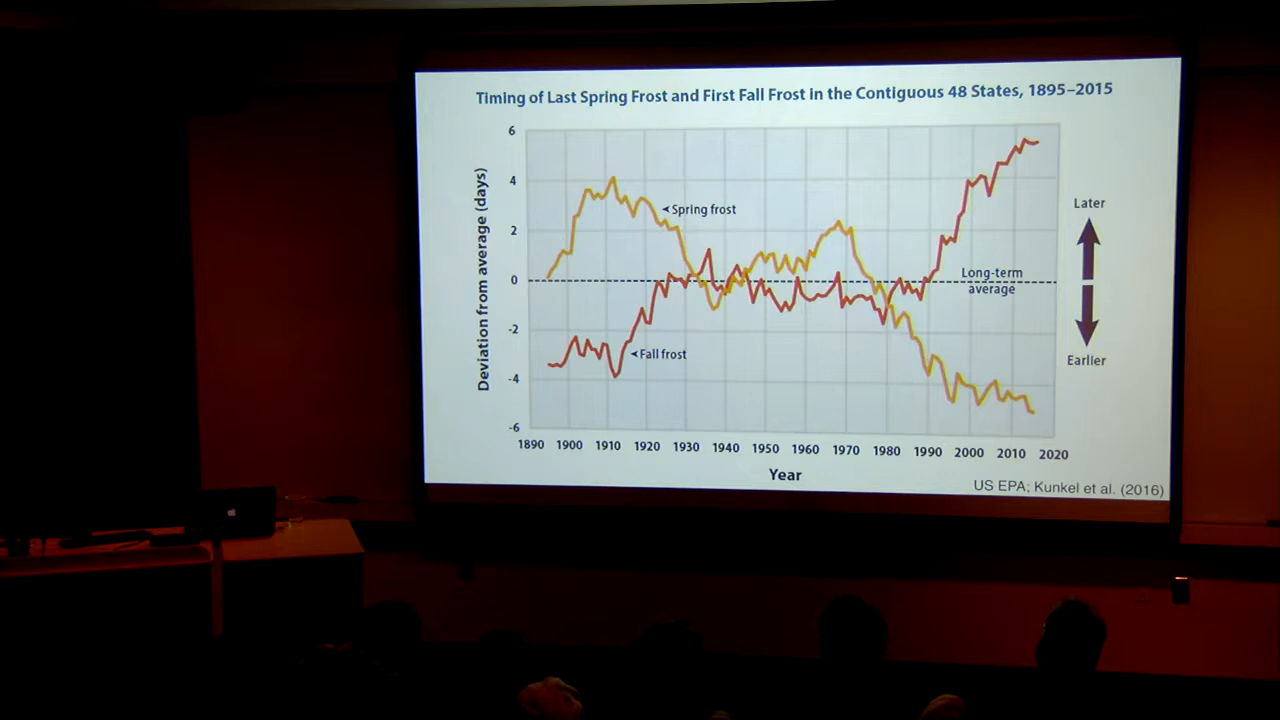 Timing of Last Spring Frost and First Fall Frost in the Contiguous 48 States, 1895–2015
Deviation from average (days)
6
4
2
0
-2
-4
-6
◄Spring frost
◄Fall frost
Long-term
average
Later
Earlier
1890 1900 1910 1920 1930 1940 1950 1960 1970 1980 1990 2000 2010 2020
Year
US EPA; Kunkel et al. (2016)